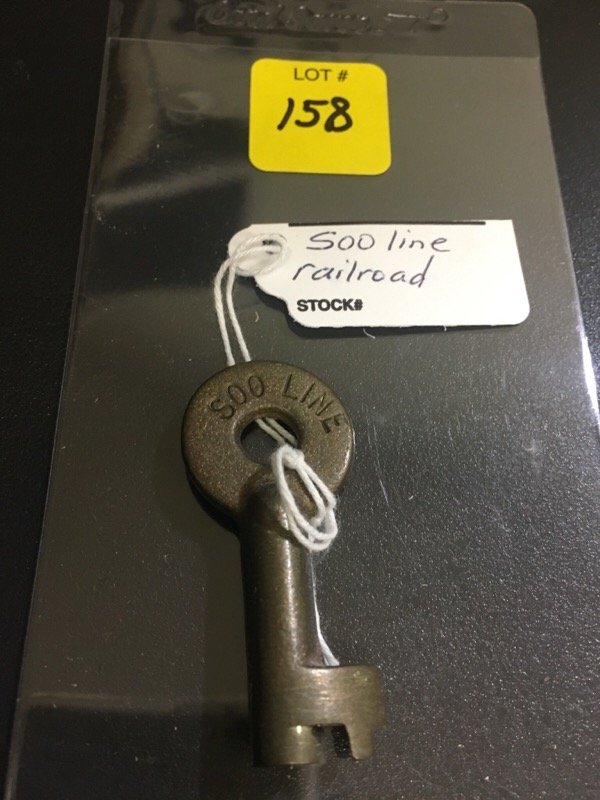 LOT #
158
Soo line
railroad
STOCK#
SOO LINE